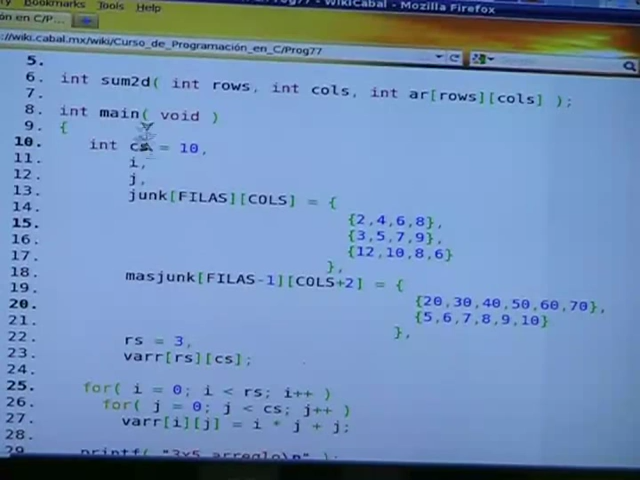 Bookmarks Tools Help
WikiCabal - Mozilla Firefox
ón en C/P...
://wiki.cabal.mx/wiki/Curso_de_Programación_en_C/Prog77
5.
6. int sum2d( int rows, int cols, int ar[rows][cols] );
7.
8. int main( void )
9. {
10. int cs = 10,
11. i,
12. j,
13. junk[FILAS][COLS] = {
14. {2,4,6,8},
15. {3,5,7,9},
16. {12,10,8,6}
17. },
18. masjunk[FILAS-1][COLS+2] = {
19. {20,30,40,50,60,70},
20. {5,6,7,8,9,10}
21. },
22. rs = 3,
23. varr[rs][cs];
24.
25. for( i = 0; i < rs; i++ )
26. for( j = 0; j < cs; j++ )
27. varr[i][j] = i * j + j;
28.
29 printf( "3x5 arreglo\n" );